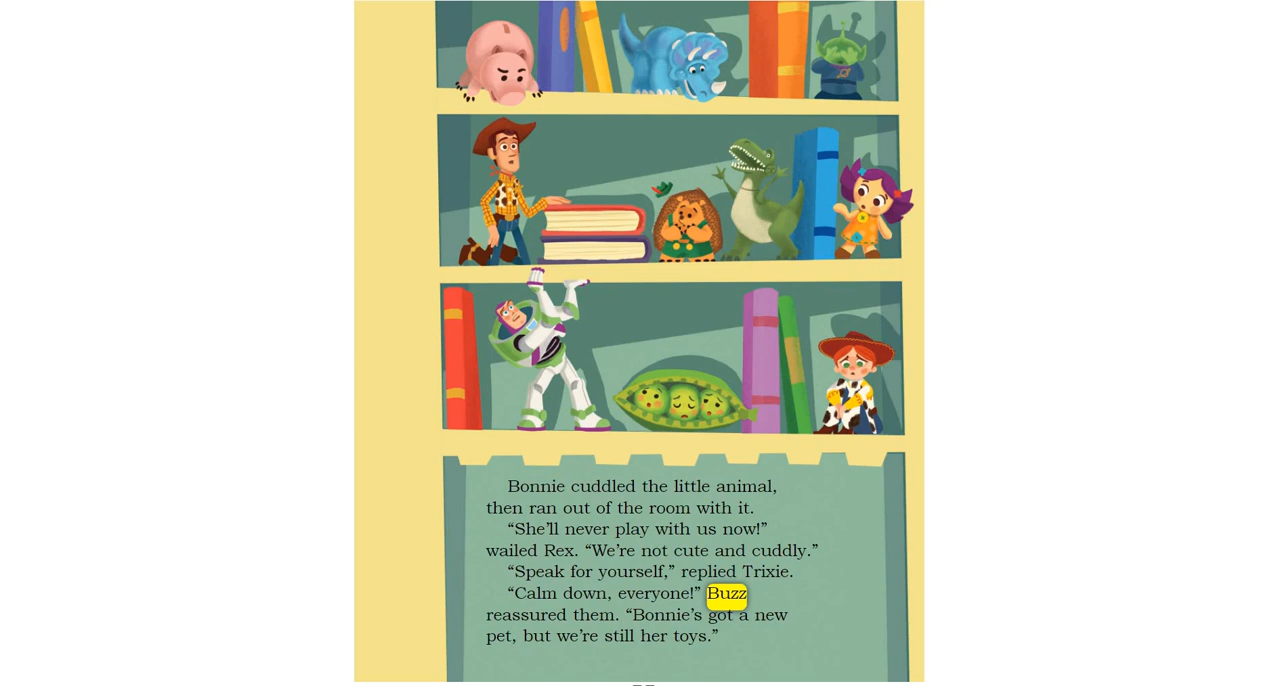 Bonnie cuddled the little animal,
then ran out of the room with it.
“She’ll never play with us now!”
wailed Rex. “We’re not cute and cuddly.”
“Speak for yourself,” replied Trixie.
“Calm down, everyone!” Buzz
reassured them. “Bonnie’s got a new
pet, but we’re still her toys.”